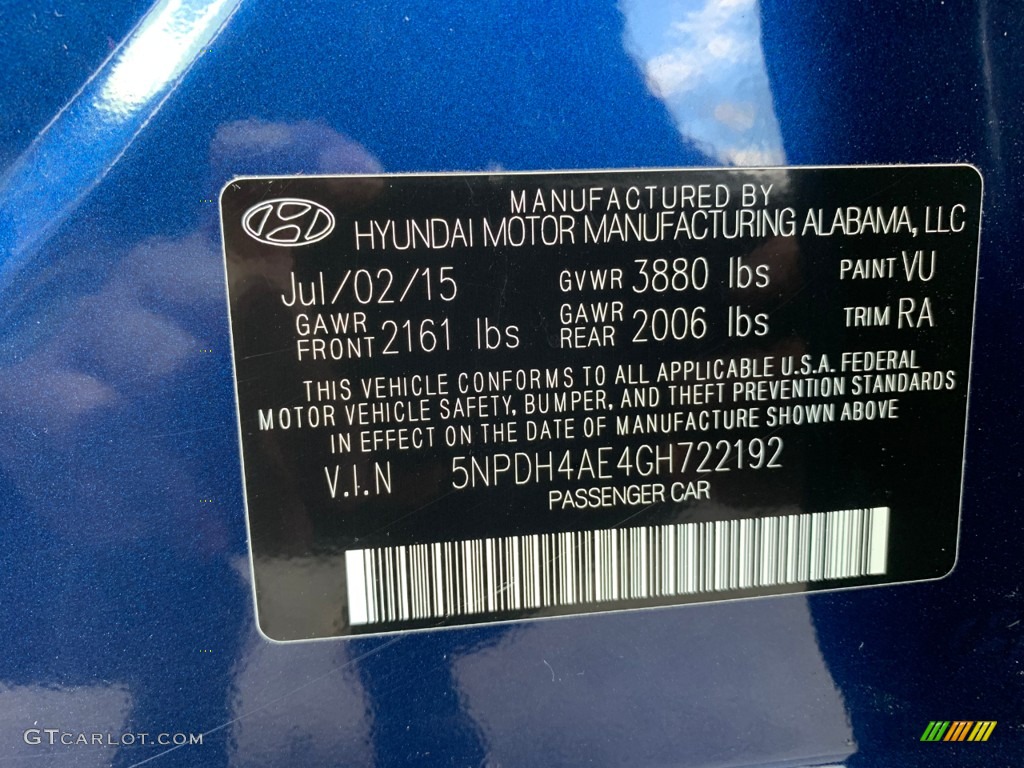 MANUFACTURED BY
HYUNDAI MOTOR MANUFACTURING ALABAMA, LLC
Jul/02/15 GVWR 3880 lbs PAINT VU
GAWR FRONT 2161 lbs GAWR REAR 2006 lbs TRIM RA
THIS VEHICLE CONFORMS TO ALL APPLICABLE U.S.A. FEDERAL
MOTOR VEHICLE SAFETY, BUMPER, AND THEFT PREVENTION STANDARDS
IN EFFECT ON THE DATE OF MANUFACTURE SHOWN ABOVE
V.I.N 5NPDH4AE4GH722192
PASSENGER CAR
GTCARLOT.COM